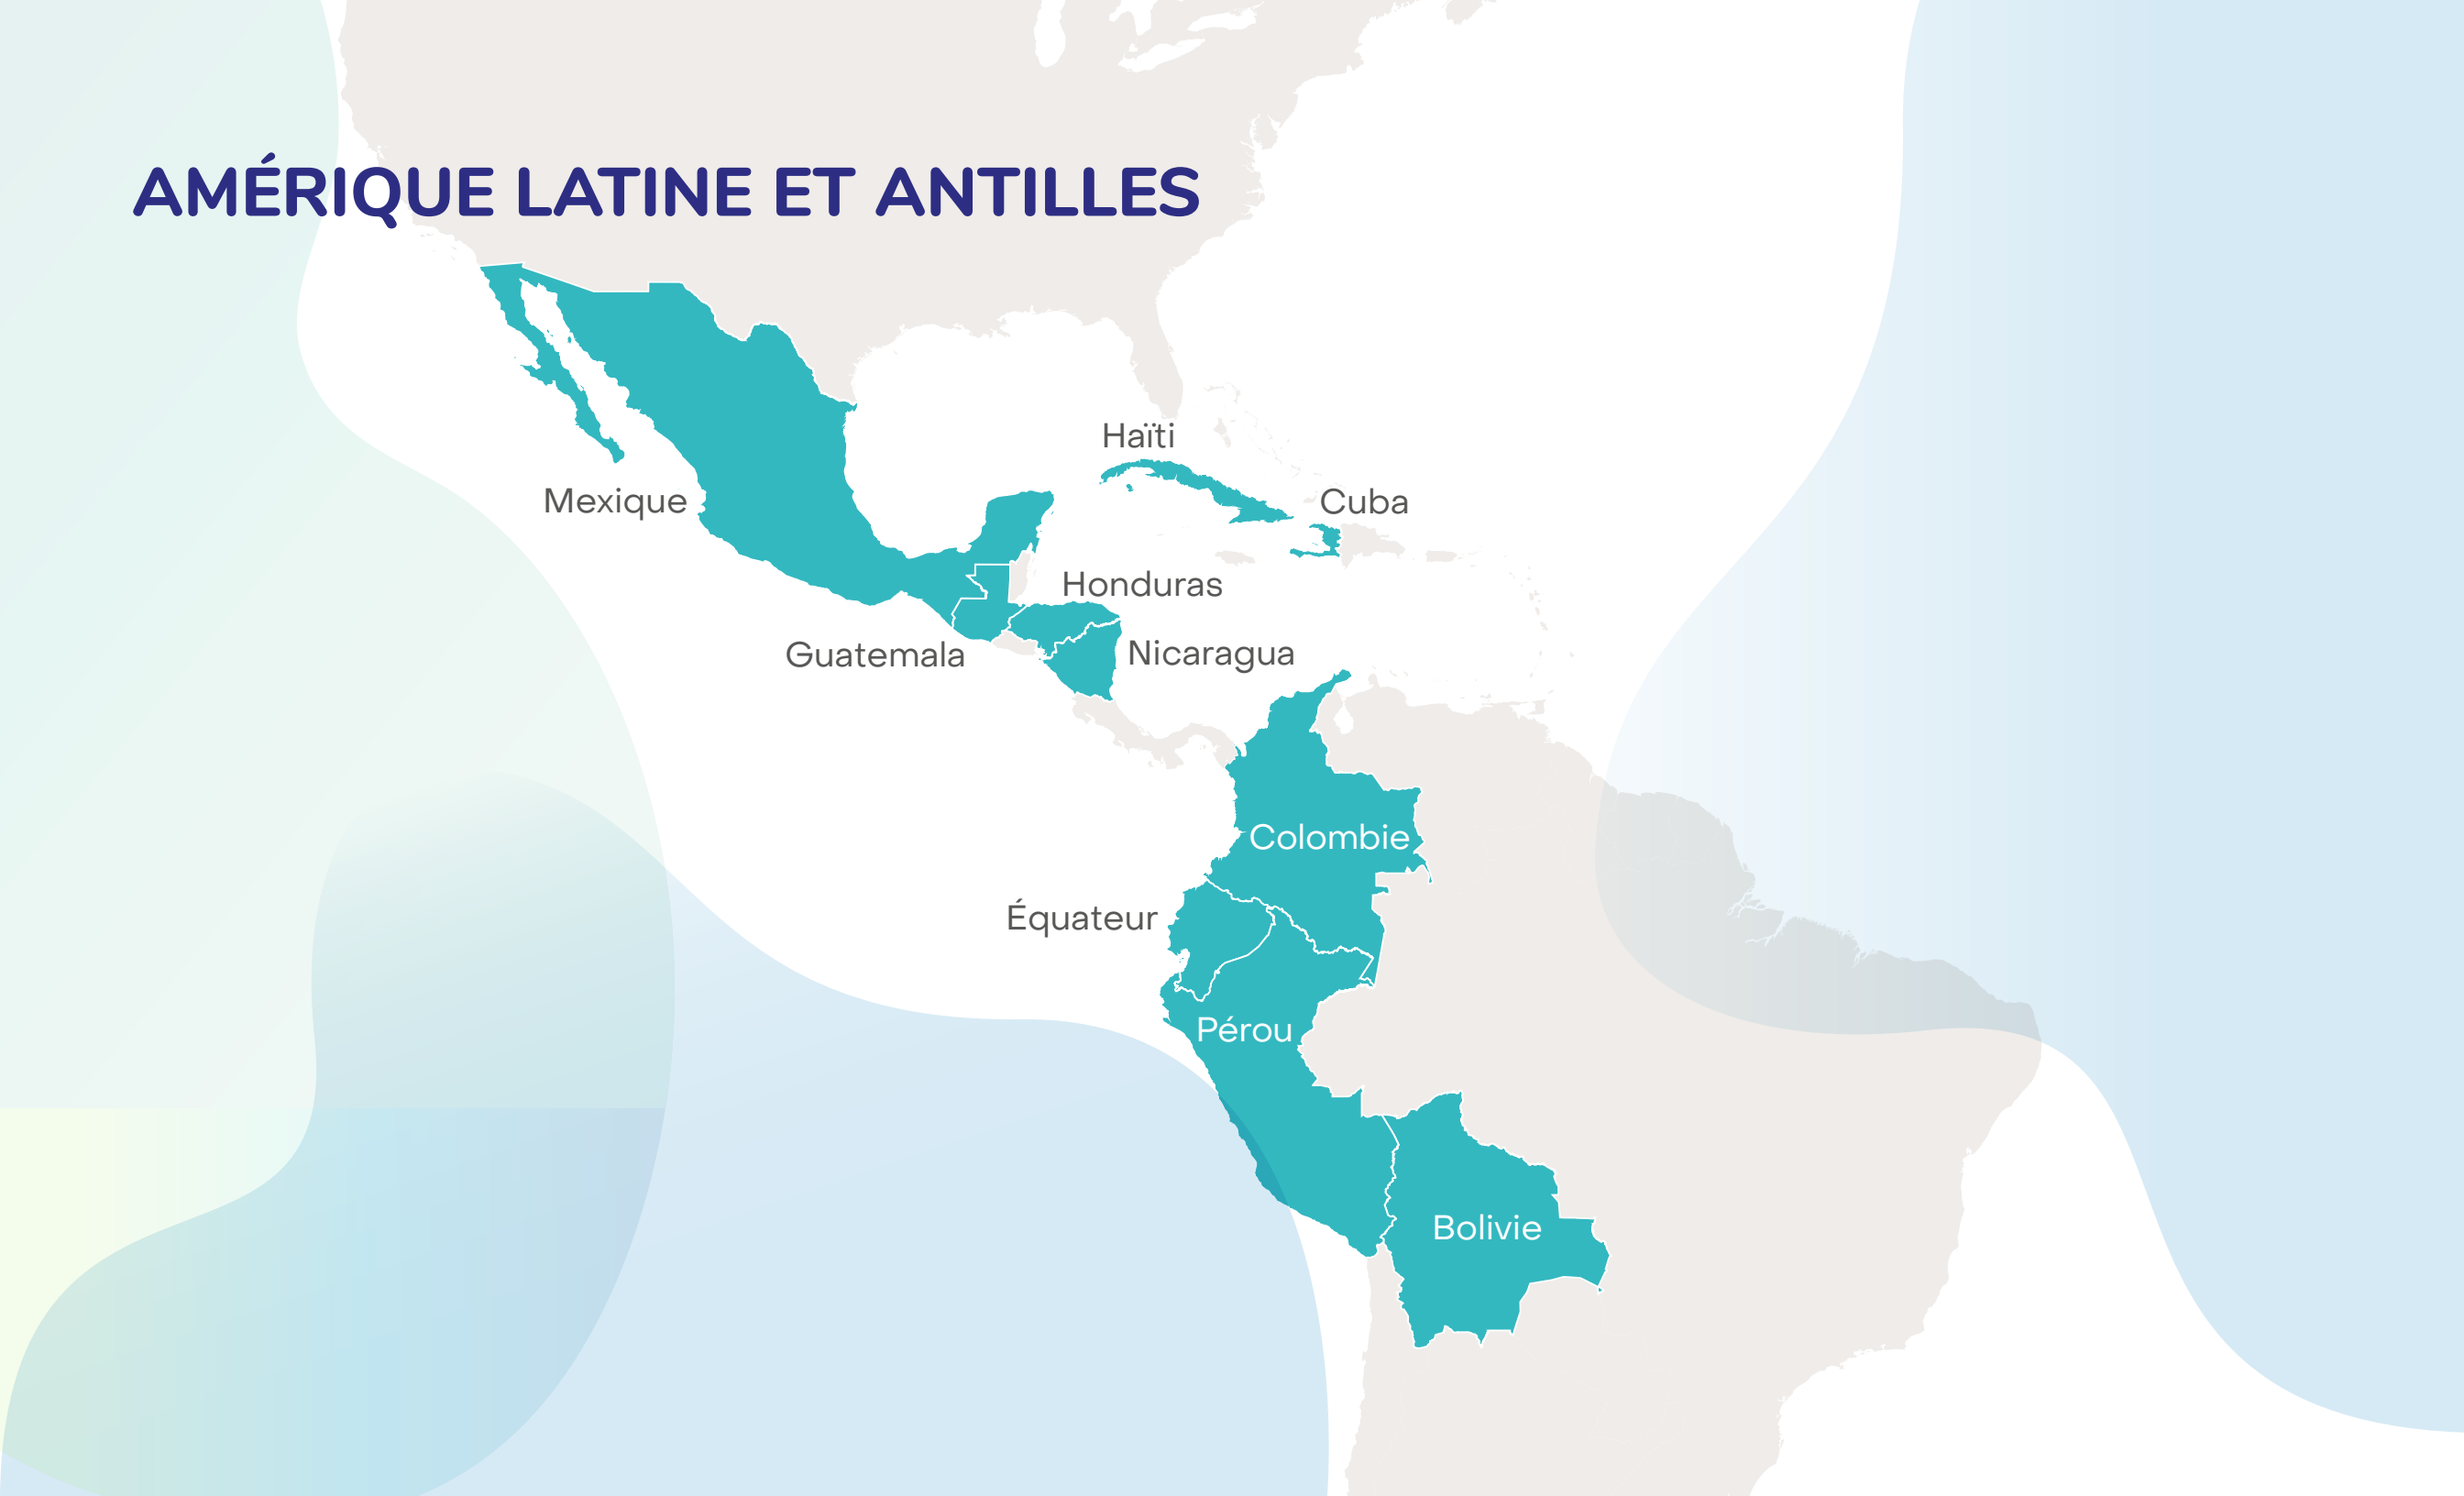 AMÉRIQUE LATINE ET ANTILLES
Haïti
Mexique
Cuba
Honduras
Guatemala
Nicaragua
Colombie
Équateur
Pérou
Bolivie